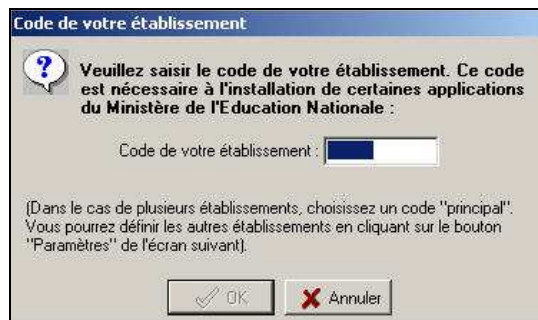 Code de votre établissement
Veuillez saisir le code de votre établissement. Ce code
est nécessaire à l'installation de certaines applications
du Ministère de l'Education Nationale :
Code de votre établissement :
(Dans le cas de plusieurs établissements, choisissez un code "principal".
Vous pourrez définir les autres établissements en cliquant sur le bouton
"Paramètres" de l'écran suivant).
OK Annuler